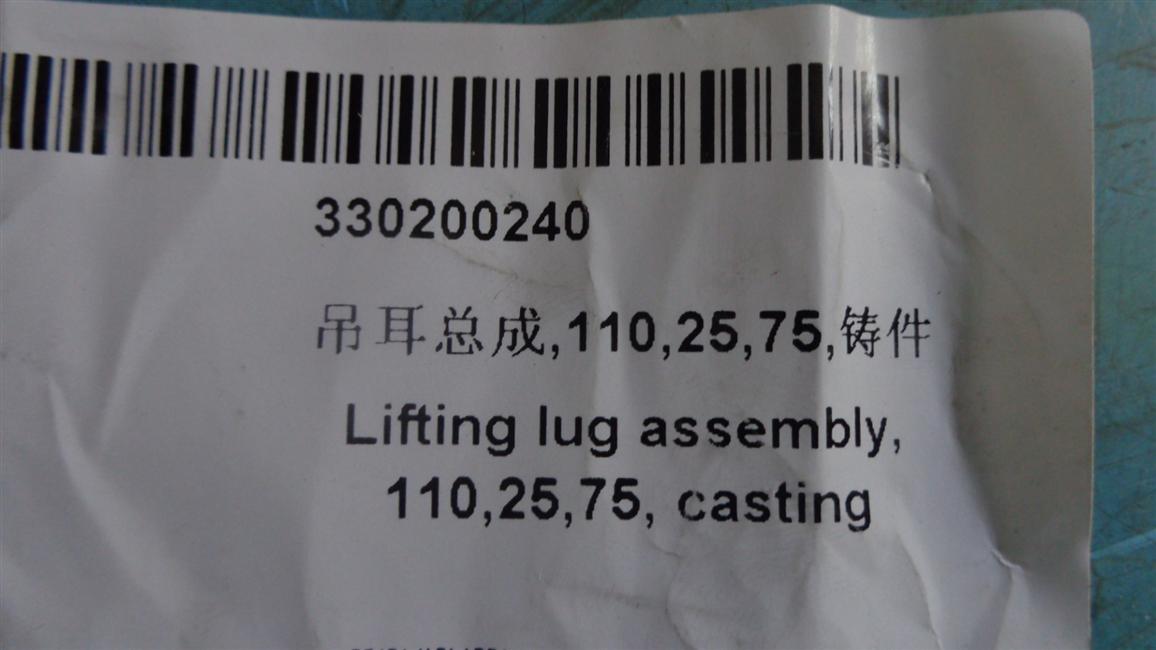 330200240
吊耳总成,110,25,75,铸件
Lifting lug assembly,
110,25,75, casting